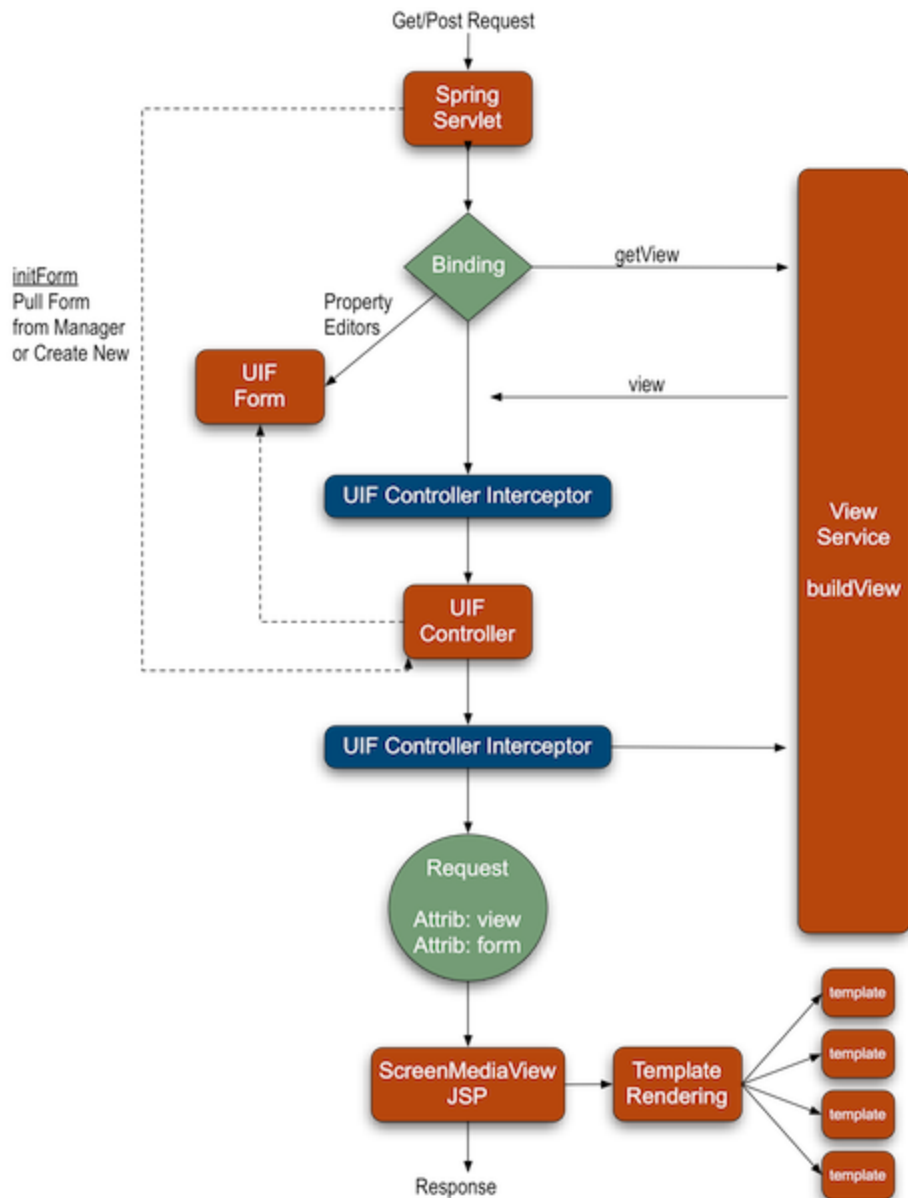 Get/Post Request
Spring
Servlet
Binding
getView
initForm
Pull Form
from Manager
or Create New
Property
Editors
UIF
Form
view
UIF Controller Interceptor
View
Service
buildView
UIF
Controller
UIF Controller Interceptor
Request
Attrib: view
Attrib: form
template
template
template
template
ScreenMediaView
JSP
Template
Rendering
Response